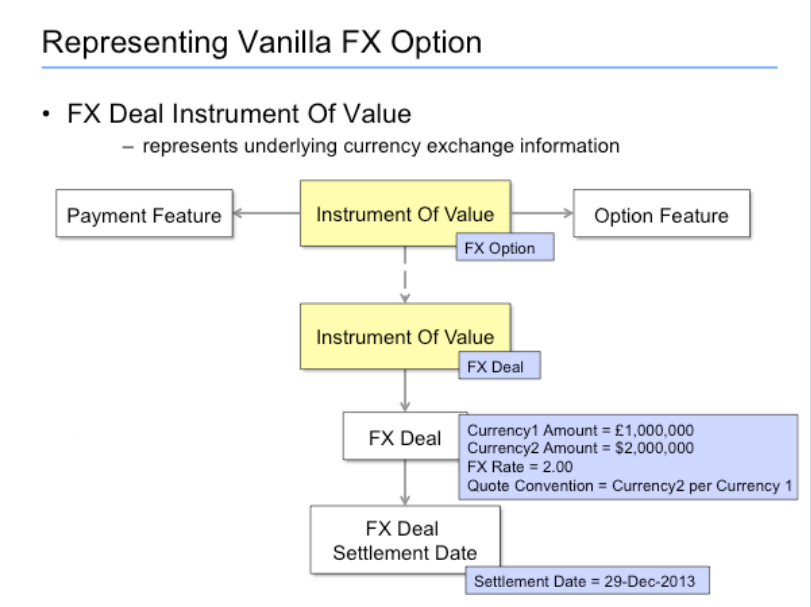 Representing Vanilla FX Option
• FX Deal Instrument Of Value
– represents underlying currency exchange information
Payment Feature
Instrument Of Value
Option Feature
FX Option
Instrument Of Value
FX Deal
FX Deal
Currency1 Amount = £1,000,000
Currency2 Amount = $2,000,000
FX Rate = 2.00
Quote Convention = Currency2 per Currency 1
FX Deal
Settlement Date
Settlement Date = 29-Dec-2013